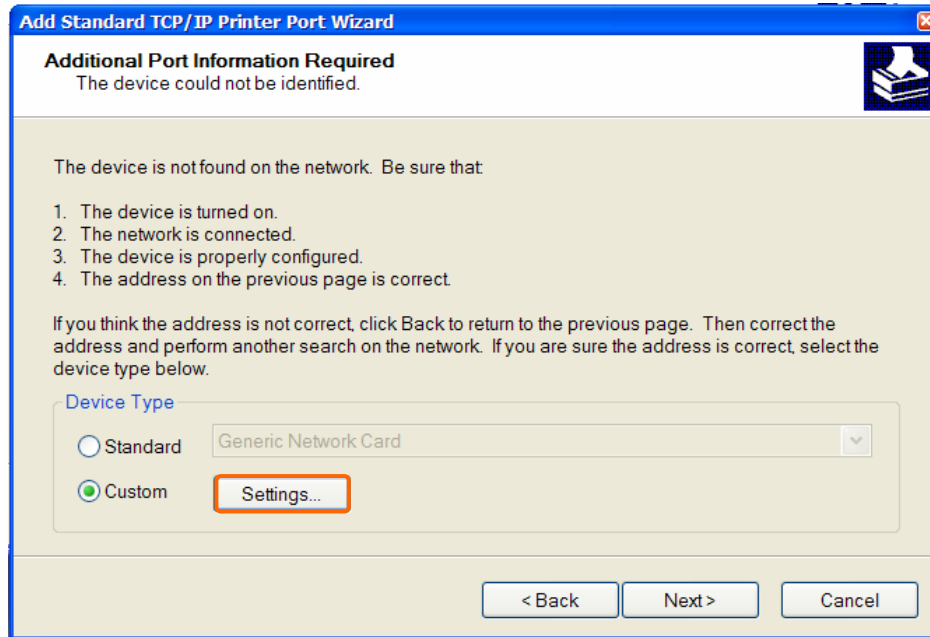 Add Standard TCP/IP Printer Port Wizard
Additional Port Information Required
The device could not be identified.
The device is not found on the network. Be sure that:
1. The device is turned on.
2. The network is connected.
3. The device is properly configured.
4. The address on the previous page is correct.
If you think the address is not correct, click Back to return to the previous page. Then correct the
address and perform another search on the network. If you are sure the address is correct, select the
device type below.
Device Type
Standard Generic Network Card
Custom Settings...
< Back Next > Cancel